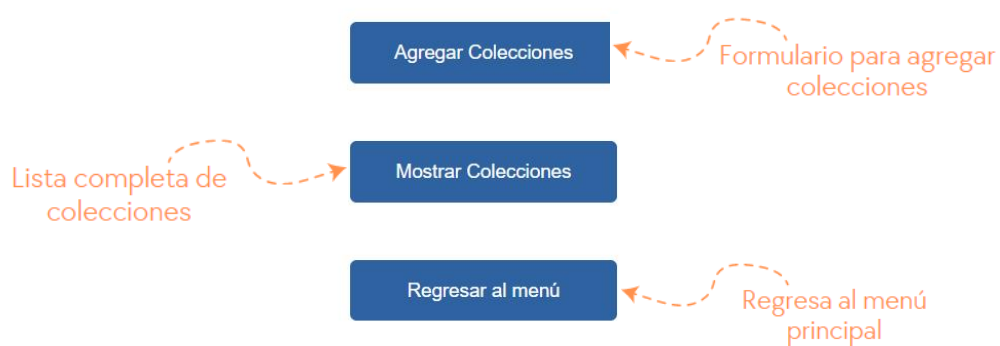 Agregar Colecciones
Formulario para agregar
colecciones
Lista completa de
colecciones
Mostrar Colecciones
Regresar al menú
Regresa al menú
principal